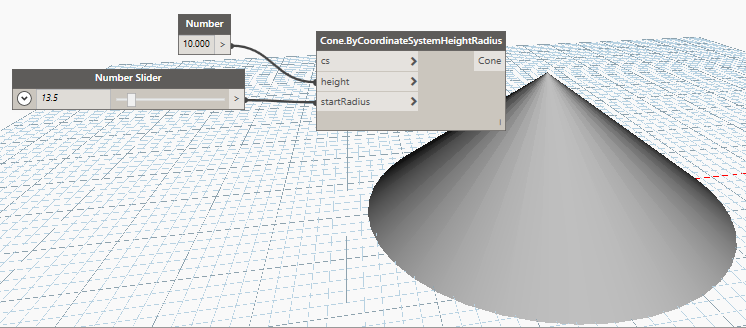 Number
10.000 >
Cone.ByCoordinateSystemHeightRadius
cs >
Cone
height >
startRadius >
Number Slider
13.5 >
l